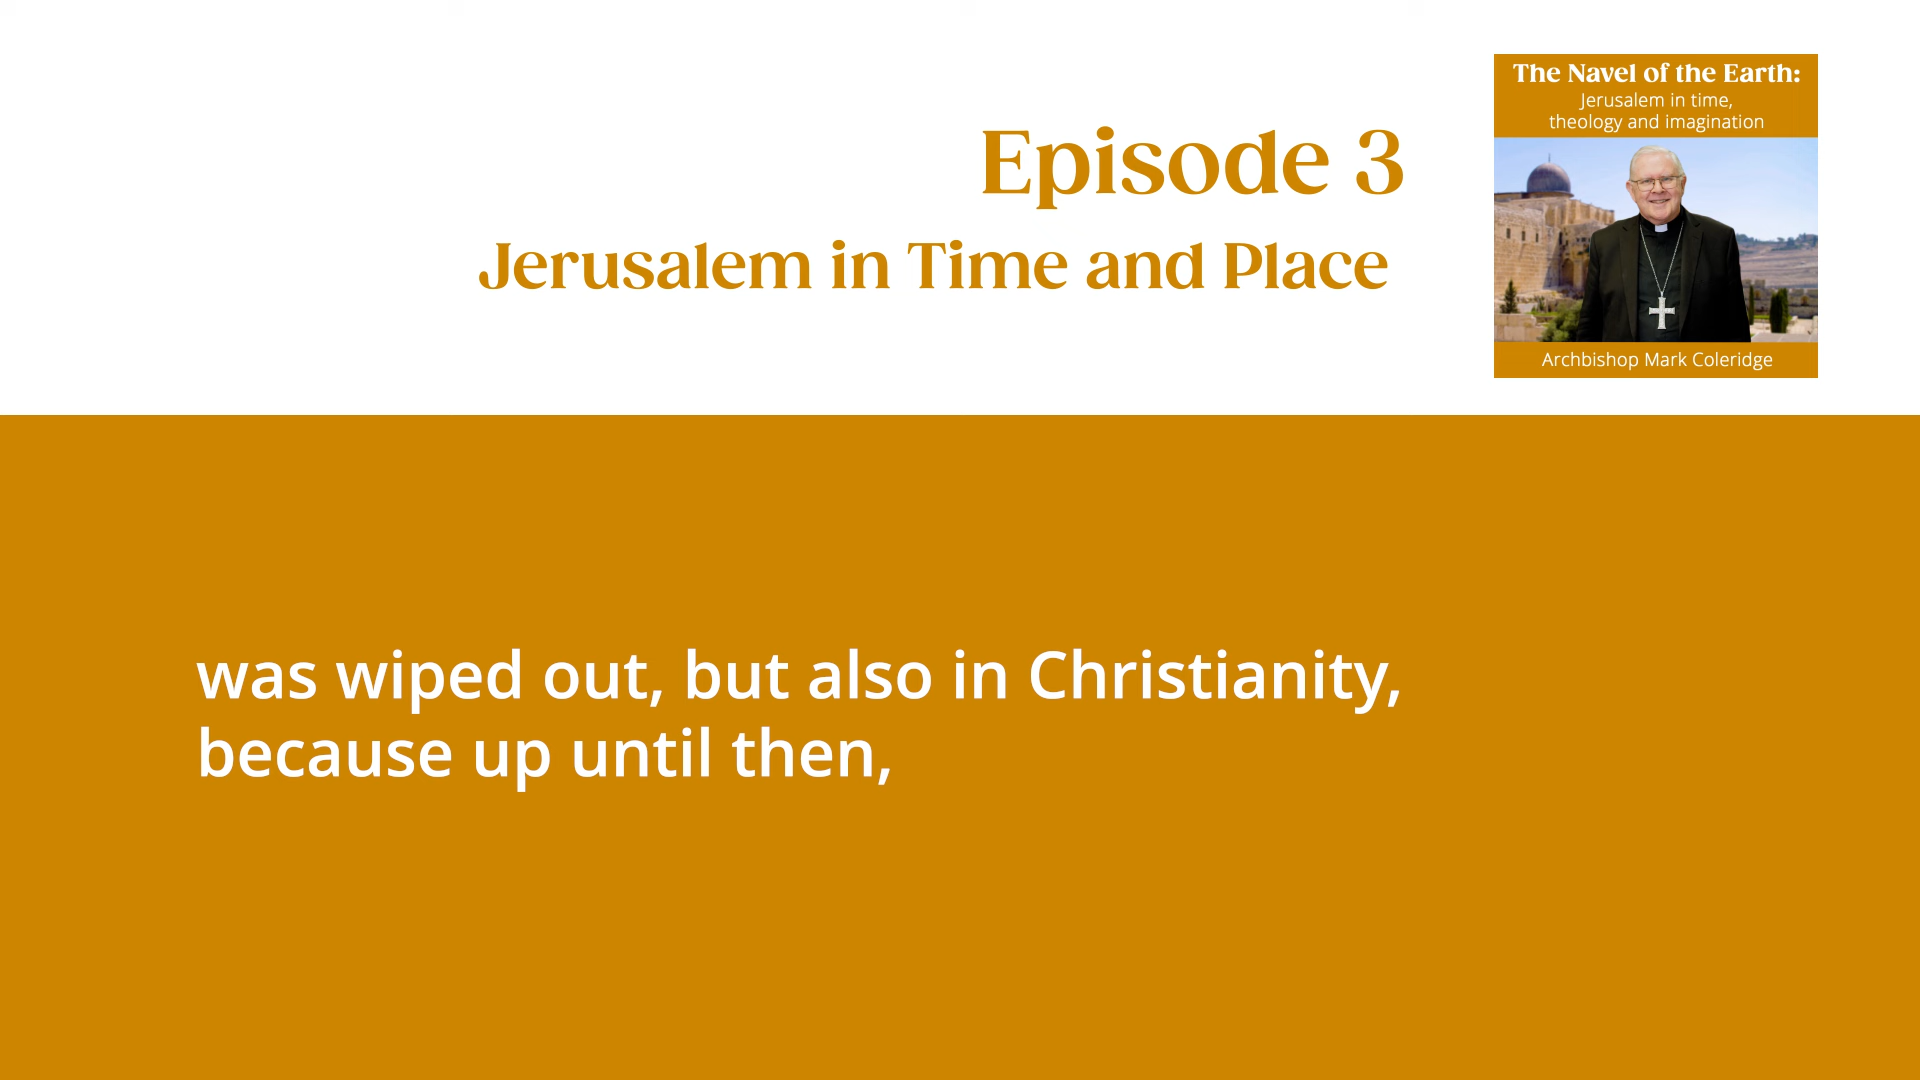 Episode 3
Jerusalem in Time and Place
The Navel of the Earth:
Jerusalem in time,
theology and imagination
Archbishop Mark Coleridge
was wiped out, but also in Christianity,
because up until then,